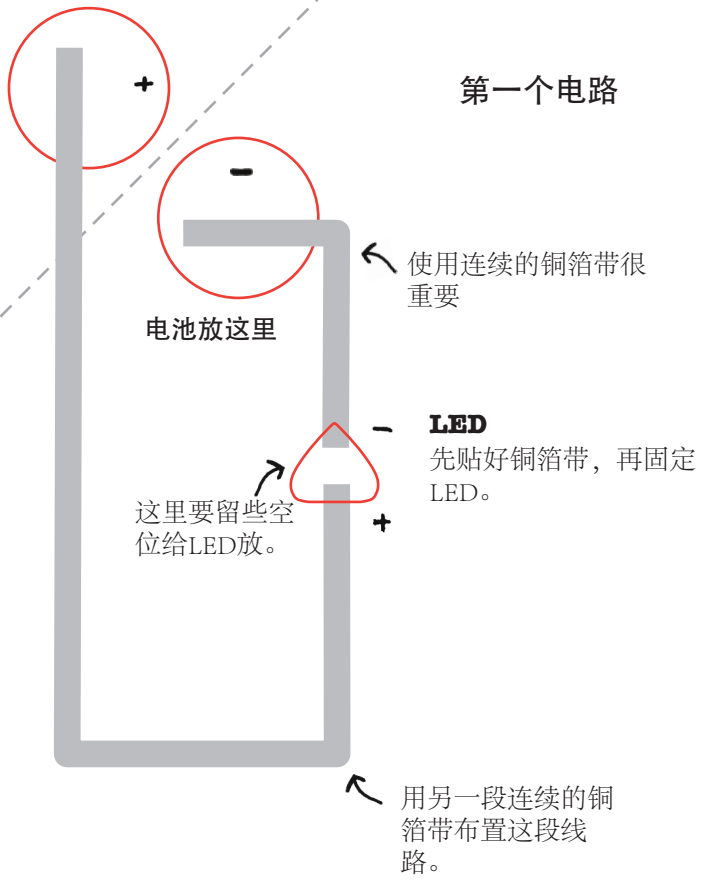 +
第一个电路
-
使用连续的铜箔带很
重要
电池放这里
- LED
先贴好铜箔带，再固定
LED。
这里要留些空
位给LED放。
+
用另一段连续的铜
箔带布置这段线
路。